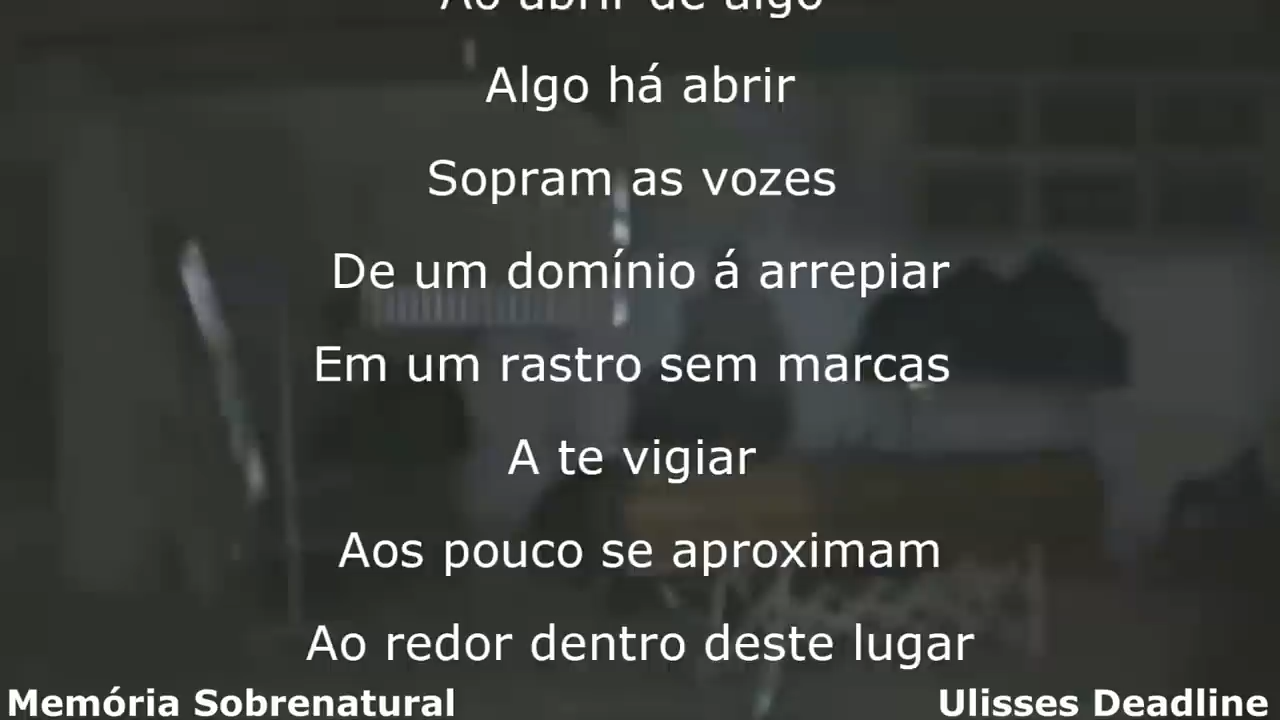 Ao abrir de algo
Algo há abrir
Sopram as vozes
De um domínio á arrepiar
Em um rastro sem marcas
A te vigiar
Aos pouco se aproximam
Ao redor dentro deste lugar
Memória Sobrenatural
Ulisses Deadline